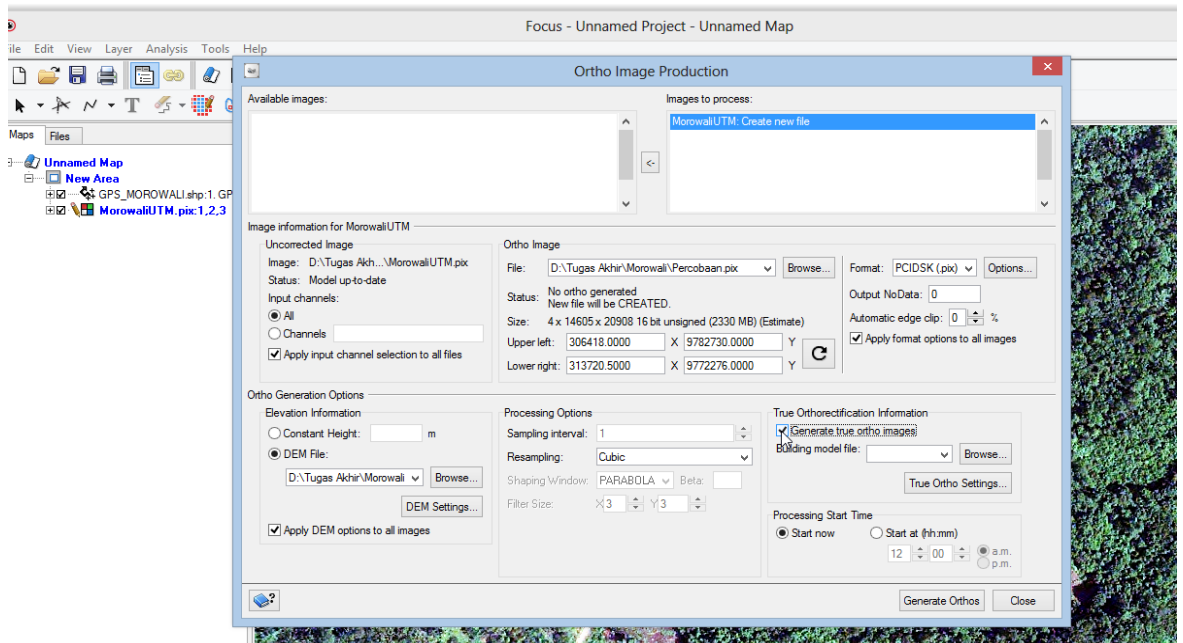 Focus - Unnamed Project - Unnamed Map
File Edit View Layer Analysis Tools Help
Ortho Image Production
Maps Files
Unnamed Map
New Area
GPS_MOROWALI.shp:1. GP
MorowaliUTM.pix:1,2,3
Available images:
Images to process:
<-
MorowaliUTM: Create new file
Image information for MorowaliUTM
Uncorrected Image
Image: D:\Tugas Akh...\MorowaliUTM.pix
Status: Model up-to-date
Input channels:
All
Channels
Apply input channel selection to all files
Ortho Image
File: D:\Tugas Akhir\Morowali\Percobaan.pix Browse...
Status: No ortho generated
New file will be CREATED.
Size: 4 x 14605 x 20908 16 bit unsigned (2330 MB) (Estimate)
Upper left: 306418.0000 X 9782730.0000 Y
Lower right: 313720.5000 X 9772276.0000 Y
Format: PCIDSK (.pix) Options...
Output NoData: 0
Automatic edge clip: 0 %
Apply format options to all images
Ortho Generation Options
Elevation Information
Constant Height: m
DEM File:
D:\Tugas Akhir\Morowali Browse...
DEM Settings...
Apply DEM options to all images
Processing Options
Sampling interval: 1
Resampling: Cubic
Shaping Window: PARABOLA Beta:
Filter Size: X 3 Y 3
True Orthorectification Information
Generate true ortho images
Building model file: Browse...
True Ortho Settings...
Processing Start Time
Start now Start at (hh:mm)
12 : 00 a.m.
p.m.
Generate Orthos Close